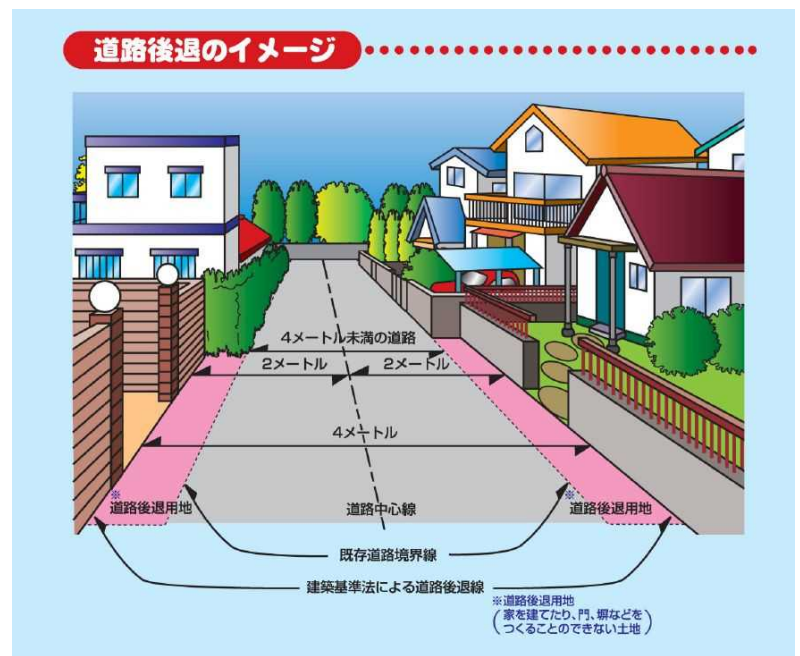 道路後退のイメージ
4メートル未満の道路
2メートル
2メートル
4メートル
※
道路後退用地
道路中心線
※
道路後退用地
既存道路境界線
建築基準法による道路後退線
※道路後退用地
(家を建てたり、門、塀などを
つくることのできない土地)